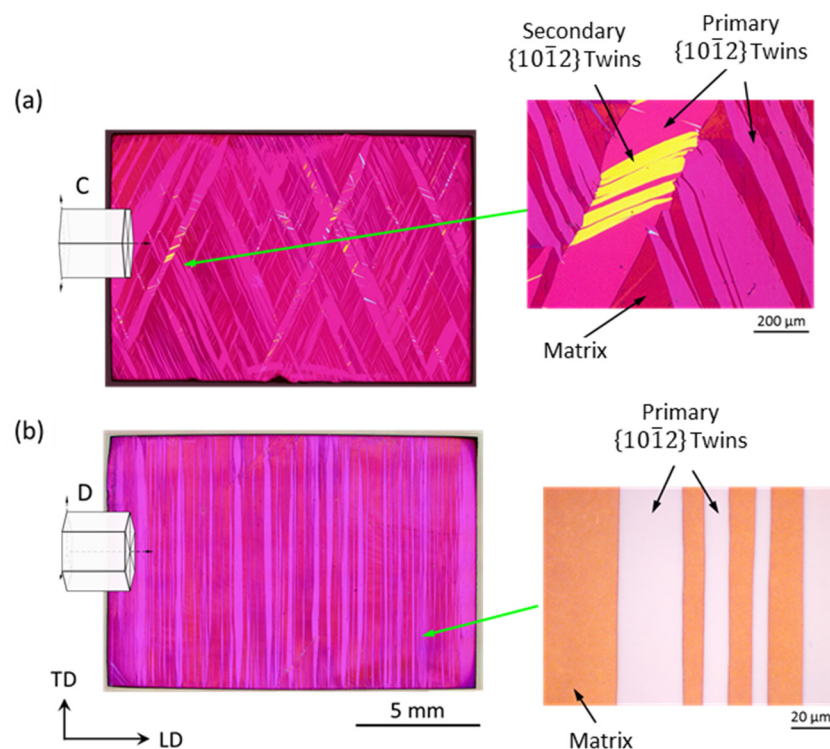 Secondary
{101̅2} Twins
Primary
{101̅2} Twins
(a)
C
Matrix
200 µm
(b)
D
Primary
{101̅2} Twins
TD
LD
5 mm
Matrix
20 µm